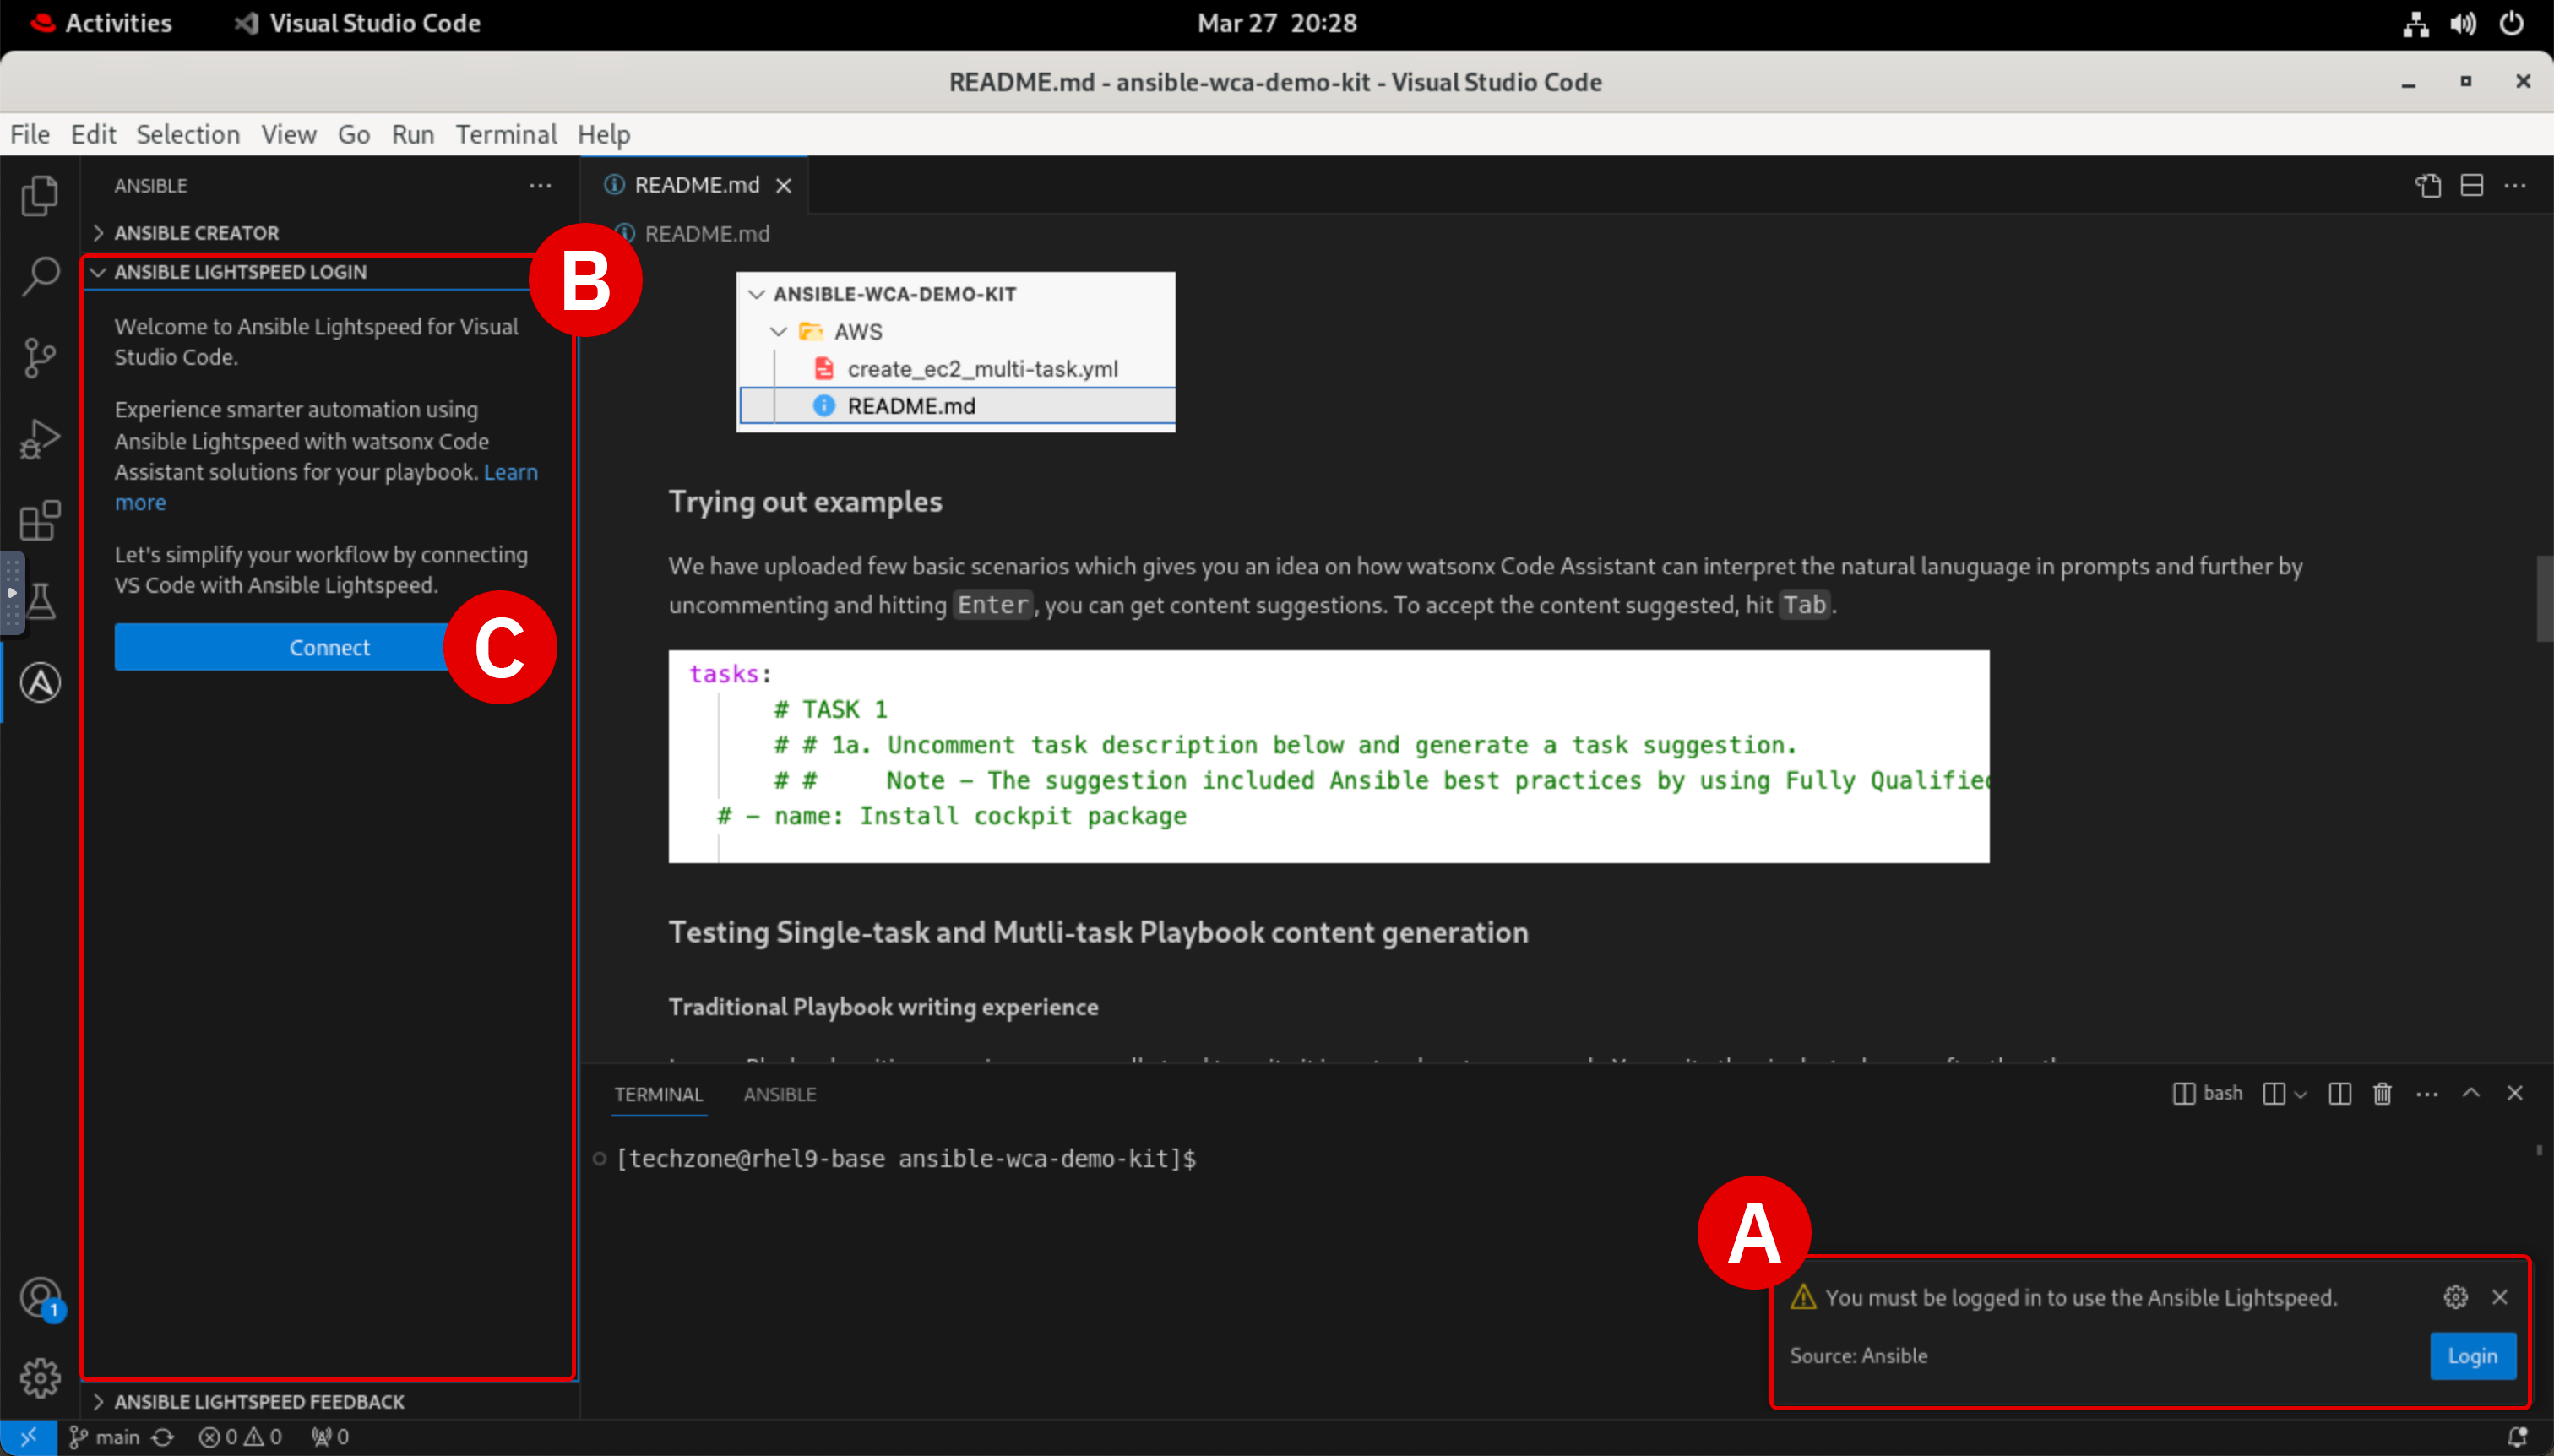 Activities Visual Studio Code Mar 27 20:28
README.md - ansible-wca-demo-kit - Visual Studio Code
File Edit Selection View Go Run Terminal Help
ANSIBLE
ANSIBLE CREATOR
ANSIBLE LIGHTSPEED LOGIN
B
Welcome to Ansible Lightspeed for Visual
Studio Code.
Experience smarter automation using
Ansible Lightspeed with watsonx Code
Assistant solutions for your playbook. Learn
more
Let's simplify your workflow by connecting
VS Code with Ansible Lightspeed.
Connect
C
ANSIBLE LIGHTSPEED FEEDBACK
README.md
README.md
ANSIBLE-WCA-DEMO-KIT
AWS
create_ec2_multi-task.yml
README.md
Trying out examples
We have uploaded few basic scenarios which gives you an idea on how watsonx Code Assistant can interpret the natural lanuguage in prompts and further by
uncommenting and hitting Enter, you can get content suggestions. To accept the content suggested, hit Tab.
tasks:
# TASK 1
# # 1a. Uncomment task description below and generate a task suggestion.
# # Note – The suggestion included Ansible best practices by using Fully Qualified
# – name: Install cockpit package
Testing Single-task and Mutli-task Playbook content generation
Traditional Playbook writing experience
TERMINAL ANSIBLE bash
[techzone@rhel9-base ansible-wca-demo-kit]$
A
You must be logged in to use the Ansible Lightspeed.
Source: Ansible Login
1
main 0 0 0